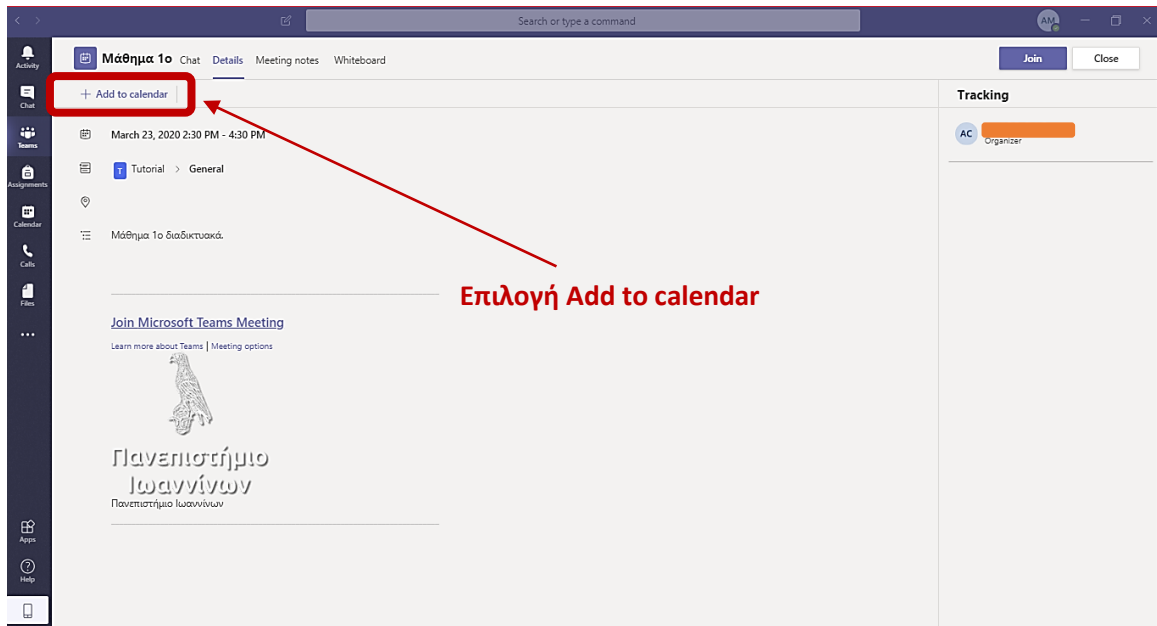 Search or type a command
AM
Activity
Chat
Teams
Assignments
Calendar
Calls
Files
Apps
Help
Μάθημα 1ο Chat Details Meeting notes Whiteboard
Join Close
+ Add to calendar
Tracking
March 23, 2020 2:30 PM - 4:30 PM
AC
Organizer
T Tutorial > General
Μάθημα 1ο διαδικτυακά.
Επιλογή Add to calendar
Join Microsoft Teams Meeting
Learn more about Teams | Meeting options
Πανεπιστήμιο
Ιωαννίνων
Πανεπιστήμιο Ιωαννίνων